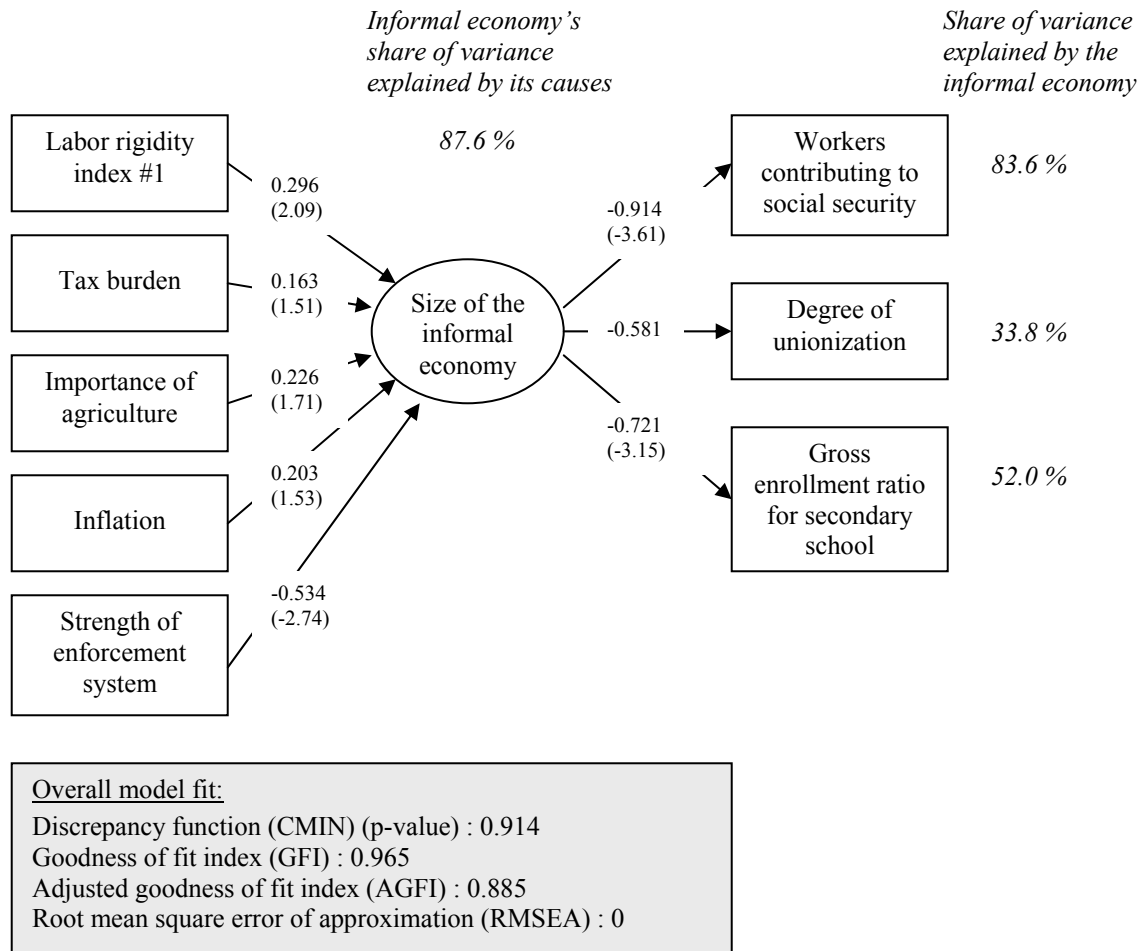 Informal economy’s
share of variance
explained by its causes
87.6 %
Share of variance
explained by the
informal economy
Labor rigidity
index #1
Tax burden
Importance of
agriculture
Inflation
Strength of
enforcement
system
0.296
(2.09)
0.163
(1.51)
0.226
(1.71)
0.203
(1.53)
-0.534
(-2.74)
Size of the
informal
economy
-0.914
(-3.61)
-0.581
-0.721
(-3.15)
Workers
contributing to
social security
83.6 %
Degree of
unionization
33.8 %
Gross
enrollment ratio
for secondary
school
52.0 %
Overall model fit:
Discrepancy function (CMIN) (p-value) : 0.914
Goodness of fit index (GFI) : 0.965
Adjusted goodness of fit index (AGFI) : 0.885
Root mean square error of approximation (RMSEA) : 0